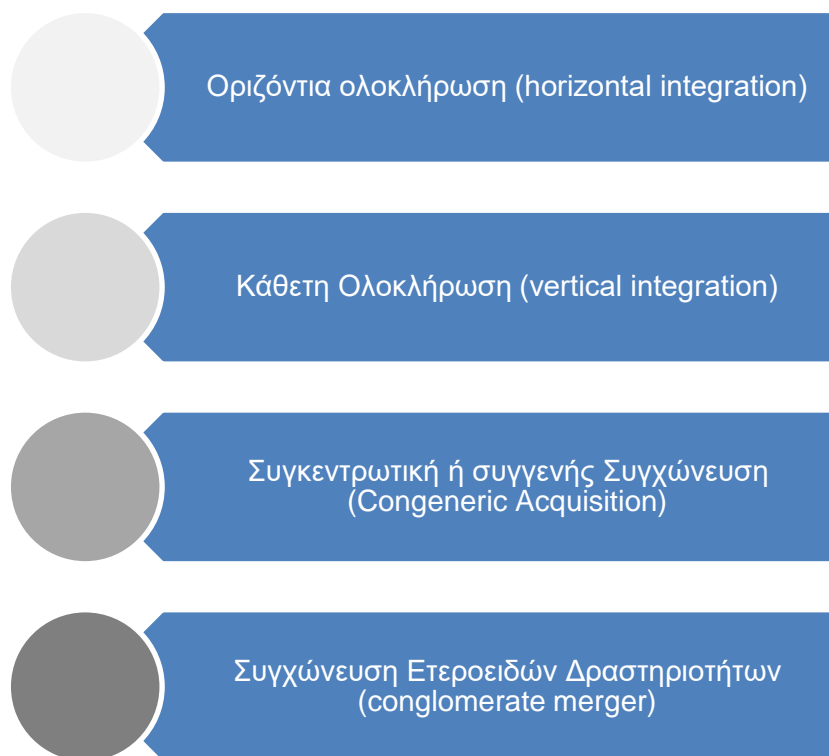 Οριζόντια ολοκλήρωση (horizontal integration)
Κάθετη Ολοκλήρωση (vertical integration)
Συγκεντρωτική ή συγγενής Συγχώνευση
(Congeneric Acquisition)
Συγχώνευση Ετεροειδών Δραστηριοτήτων
(conglomerate merger)